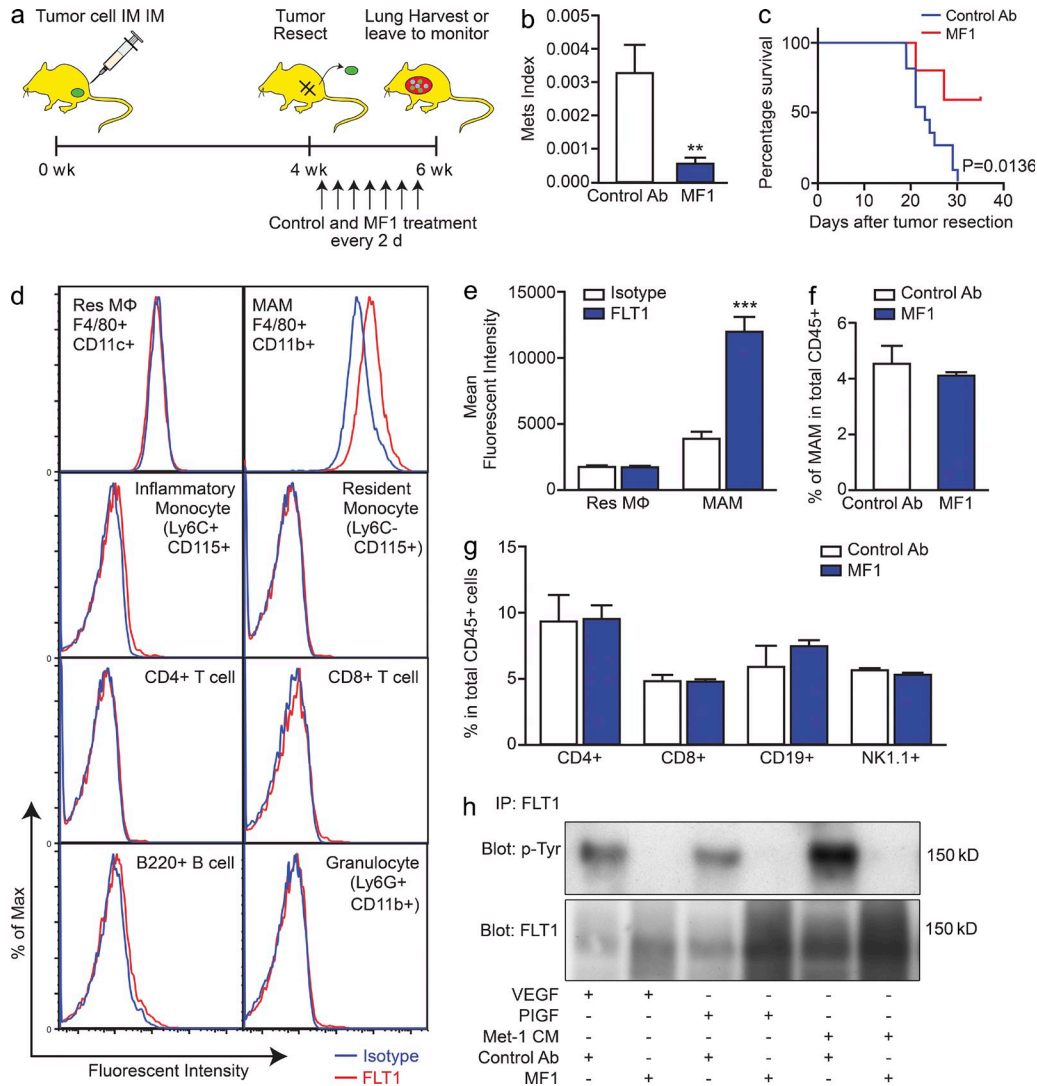 a
Tumor cell IM IM
Tumor
Resect
Lung Harvest or
leave to monitor
0 wk
4 wk
6 wk
Control and MF1 treatment
every 2 d
b
Mets Index
0.005
0.004
0.003
0.002
0.001
0.000
**
Control Ab
MF1
c
Control Ab
MF1
Percentage survival
100
50
0
P=0.0136
0
10
20
30
40
Days after tumor resection
d
Res MΦ
F4/80+
CD11c+
0
MAM
F4/80+
CD11b+
0
Inflammatory
Monocyte
(Ly6C+
CD115+
0
Resident
Monocyte
(Ly6C-
CD115+)
0
CD4+ T cell
0
CD8+ T cell
0
B220+ B cell
0
Granulocyte
(Ly6G+
CD11b+)
0
% of Max
Fluorescent Intensity
Isotype
FLT1
e
Isotype
FLT1
Mean
Fluorescent Intensity
15000
10000
5000
0
***
Res MΦ
MAM
f
Control Ab
MF1
% of MAM in total CD45+
6
4
2
0
Control Ab
MF1
g
Control Ab
MF1
% in total CD45+ cells
15
10
5
0
CD4+
CD8+
CD19+
NK1.1+
h
IP: FLT1
Blot: p-Tyr
150 kD
Blot: FLT1
150 kD
VEGF + + - - - -
PIGF - - + + - -
Met-1 CM - - - - + +
Control Ab + - + - + -
MF1 - + - + - +